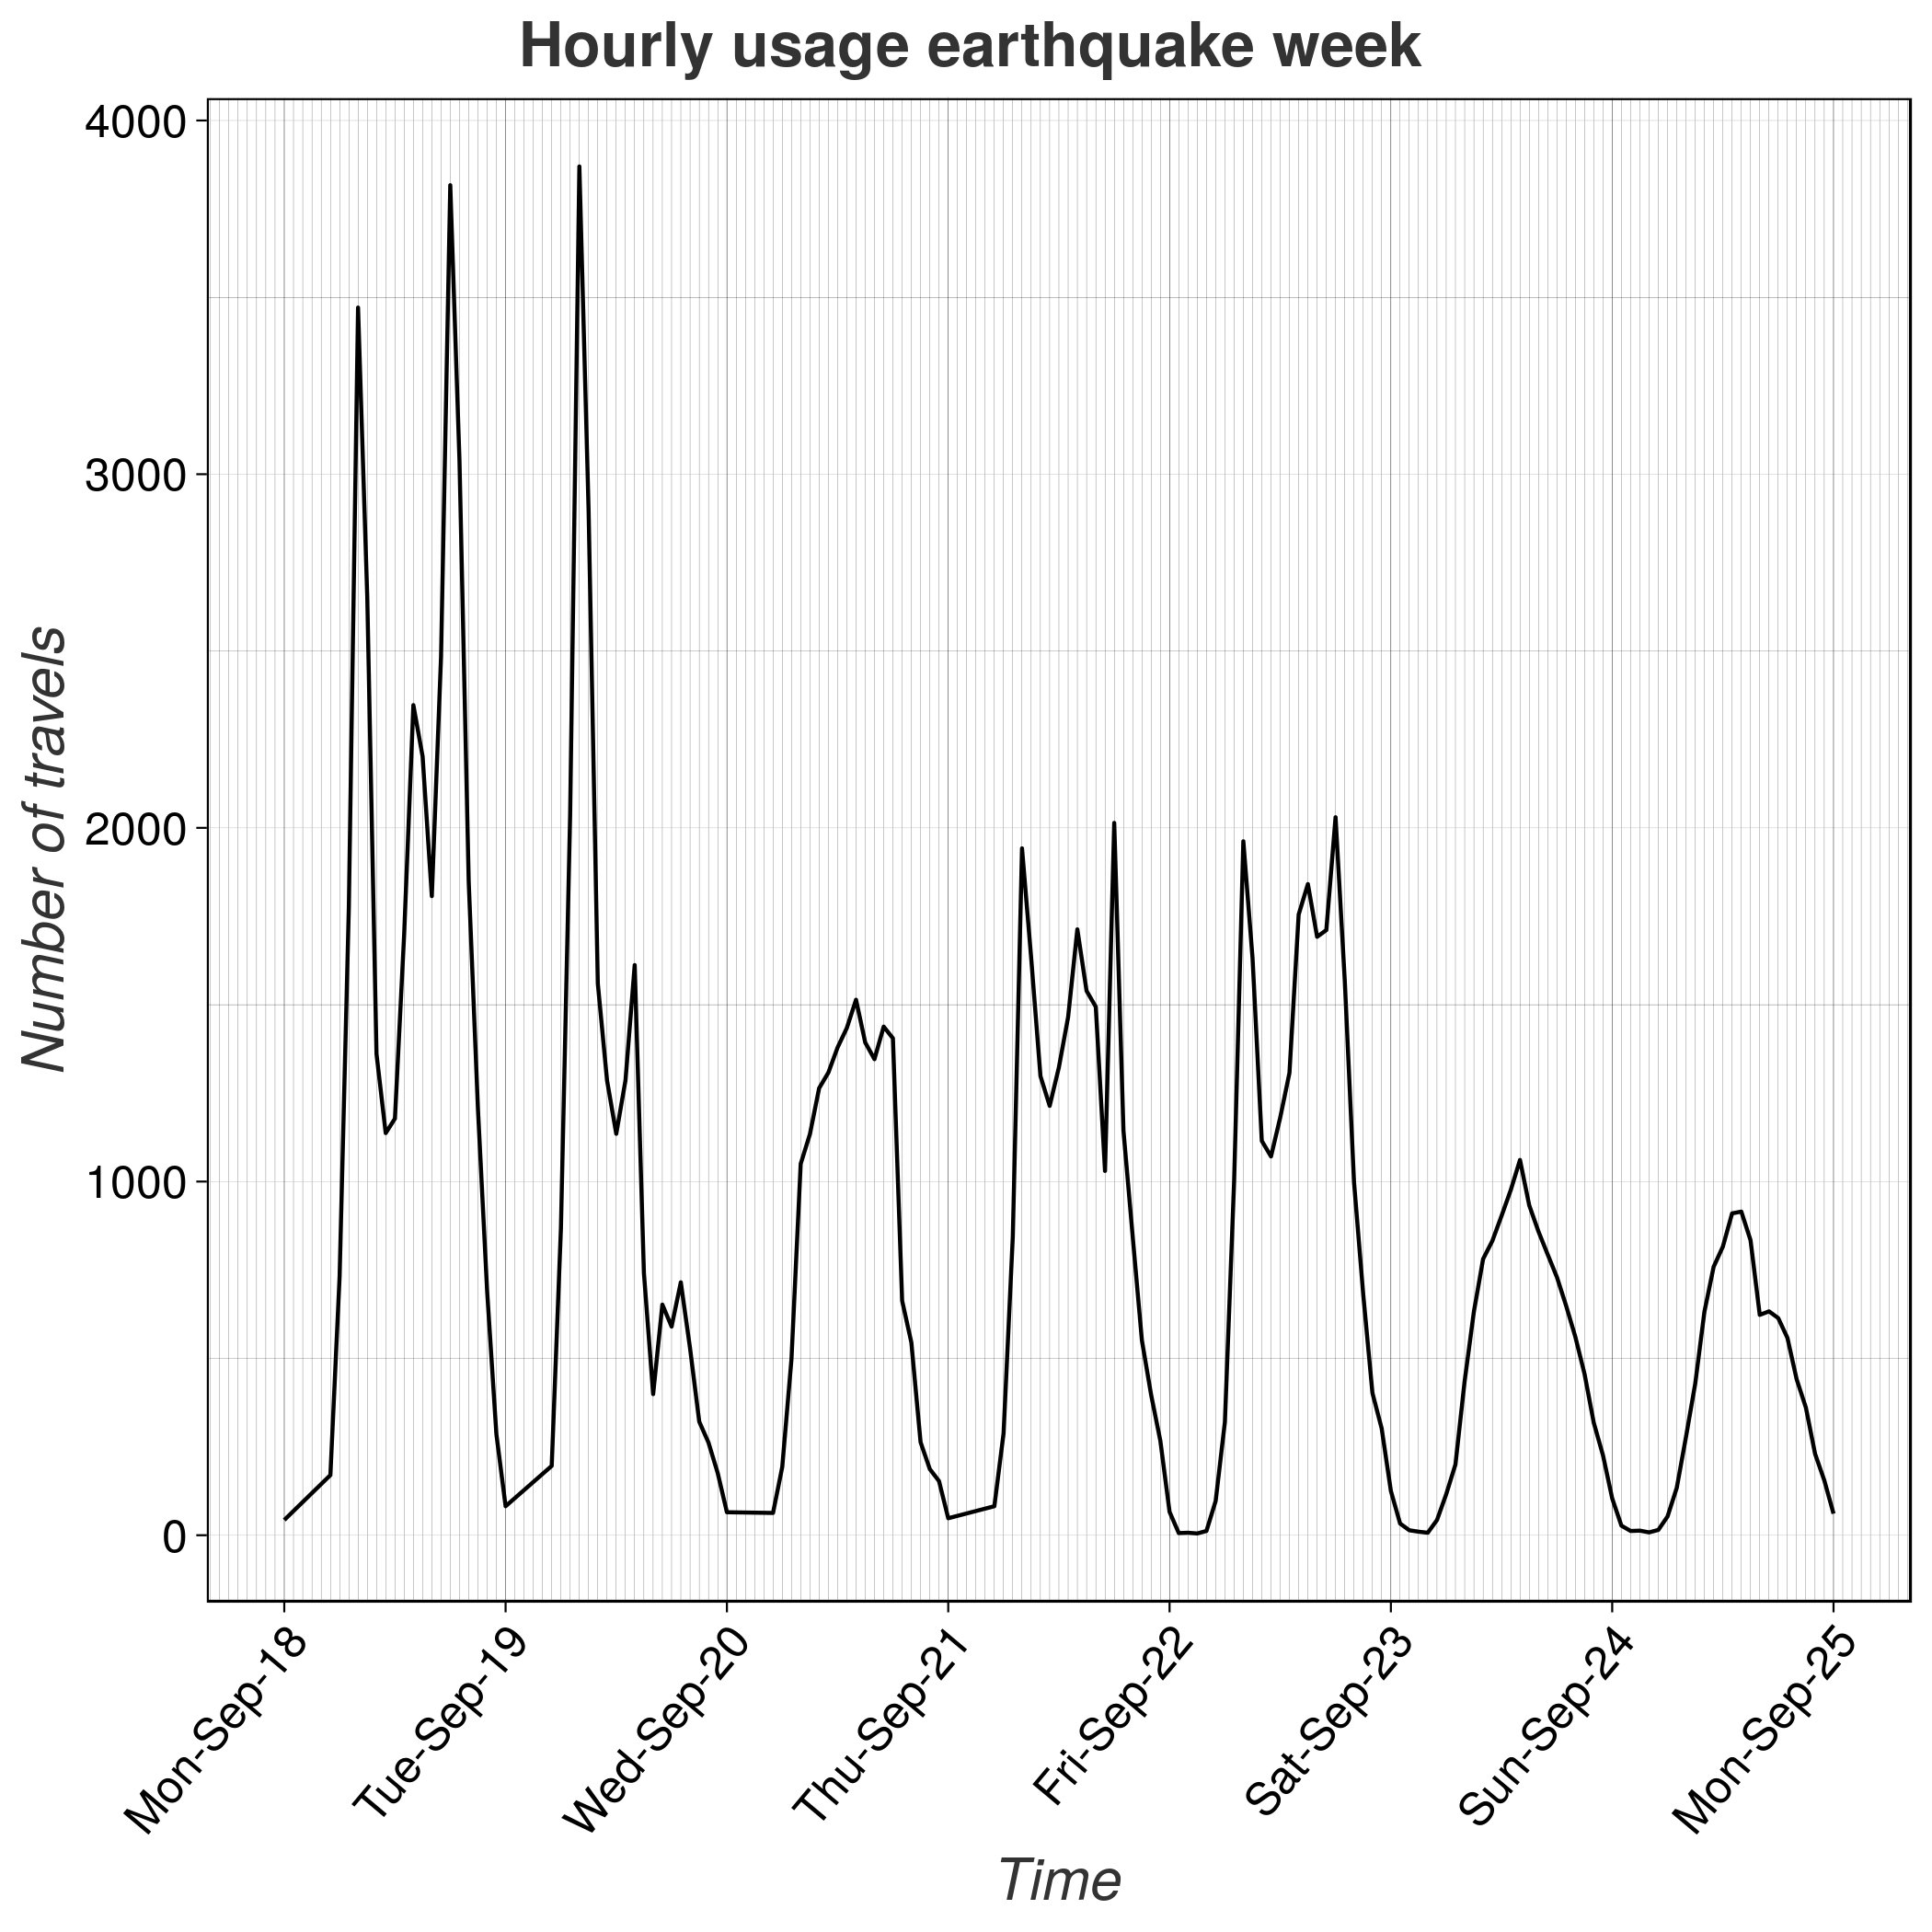 Hourly usage earthquake week
Number of travels
4000
3000
2000
1000
0
Mon-Sep-18
Tue-Sep-19
Wed-Sep-20
Thu-Sep-21
Fri-Sep-22
Sat-Sep-23
Sun-Sep-24
Mon-Sep-25
Time